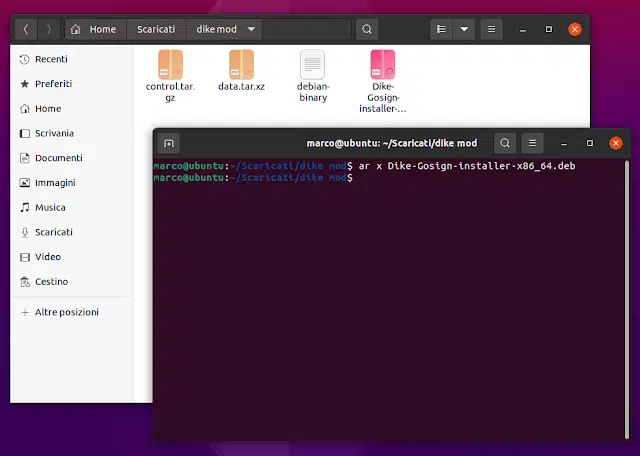 Home Scaricati dike mod
Recenti
Preferiti
Home
Scrivania
Documenti
Immagini
Musica
Scaricati
Video
Cestino
Altre posizioni
control.tar.
gz
data.tar.xz
debian-
binary
Dike-
Gosign-
installer-...
marco@ubuntu: ~/Scaricati/dike mod
marco@ubuntu:~/Scaricati/dike mod$ ar x Dike-Gosign-installer-x86_64.deb
marco@ubuntu:~/Scaricati/dike mod$